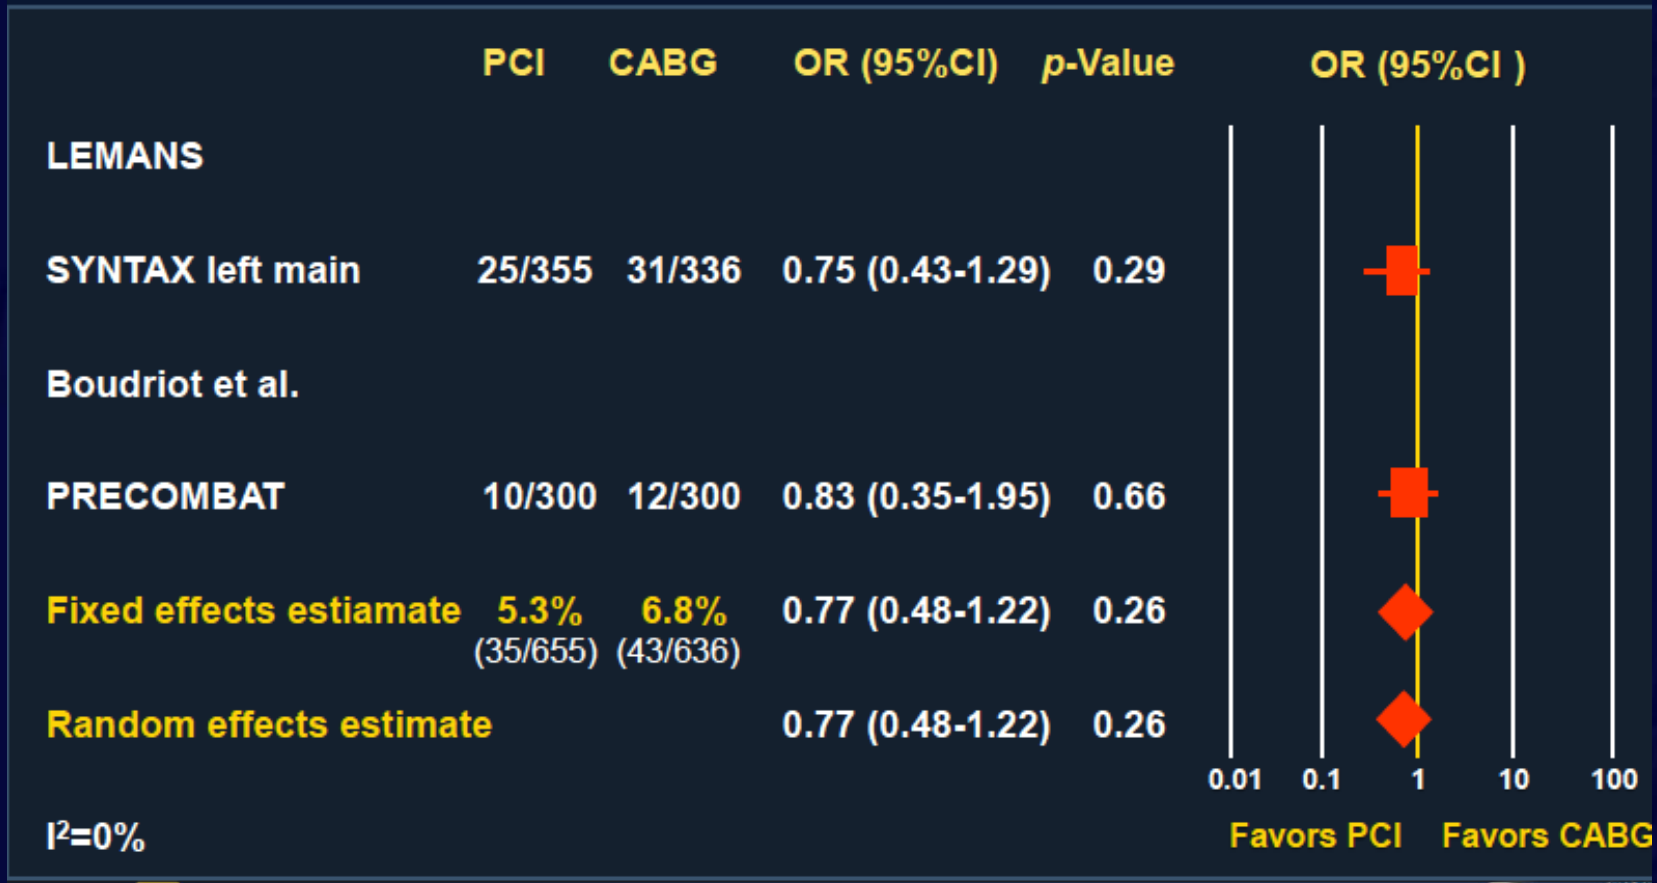 PCI CABG OR (95%CI) p-Value OR (95%CI )
LEMANS
SYNTAX left main 25/355 31/336 0.75 (0.43-1.29) 0.29
Boudriot et al.
PRECOMBAT 10/300 12/300 0.83 (0.35-1.95) 0.66
Fixed effects estiamate 5.3% 6.8% 0.77 (0.48-1.22) 0.26
(35/655) (43/636)
Random effects estimate 0.77 (0.48-1.22) 0.26
0.01 0.1 1 10 100
I²=0% Favors PCI Favors CABG